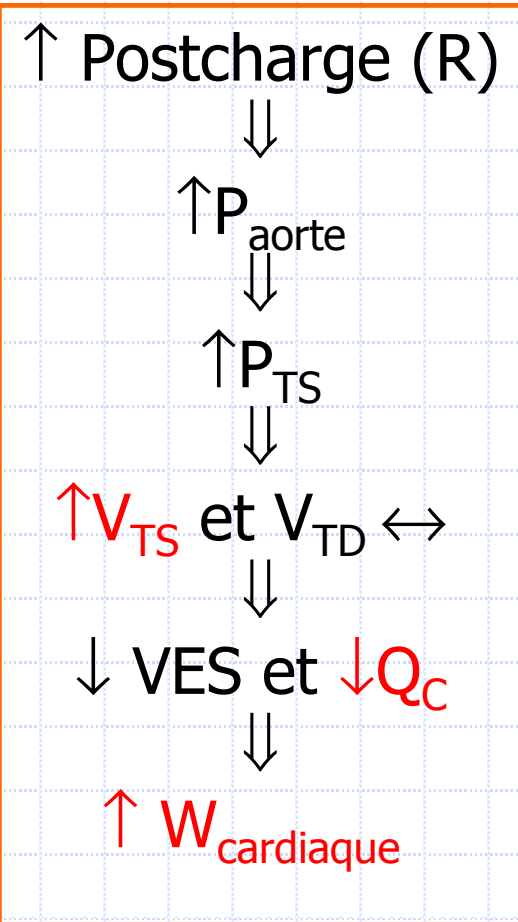 ↑ Postcharge (R)
⇓
↑P_aorte
⇓
↑P_TS
⇓
↑V_TS et V_TD ↔
⇓
↓ VES et ↓Q_C
⇓
↑ W_cardiaque